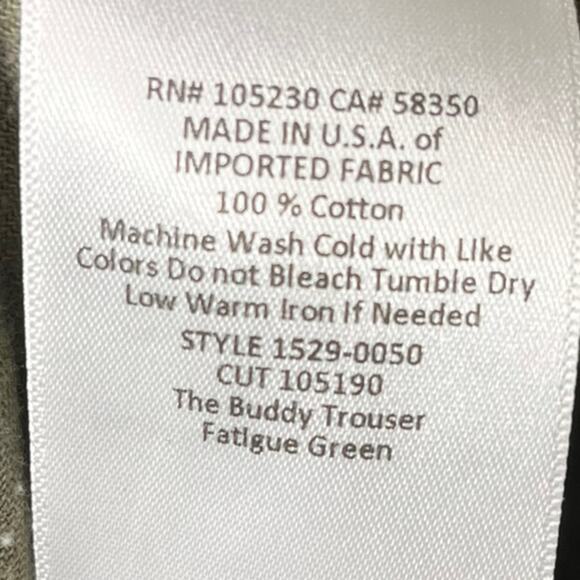 RN# 105230 CA# 58350
MADE IN U.S.A. of
IMPORTED FABRIC
100 % Cotton
Machine Wash Cold with LIke
Colors Do not Bleach Tumble Dry
Low Warm Iron If Needed
STYLE 1529-0050
CUT 105190
The Buddy Trouser
FatIgue Green